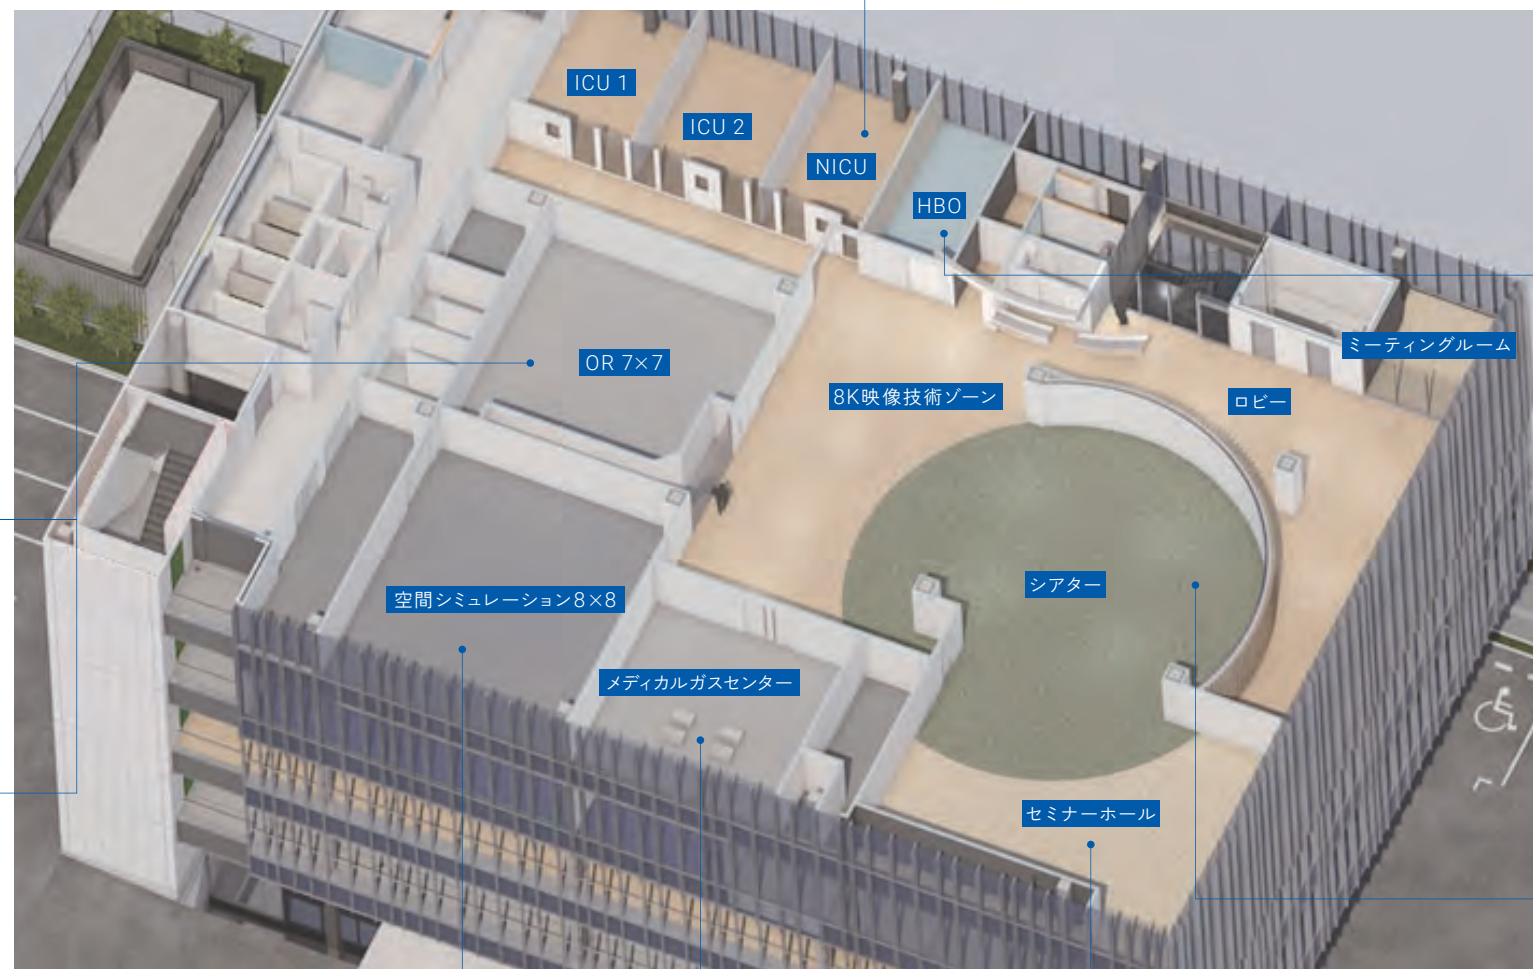 ICU 1
ICU 2
NICU
HBO
ミーティングルーム
OR 7×7
8K映像技術ゾーン
ロビー
シアター
空間シミュレーション8×8
メディカルガスセンター
セミナーホール